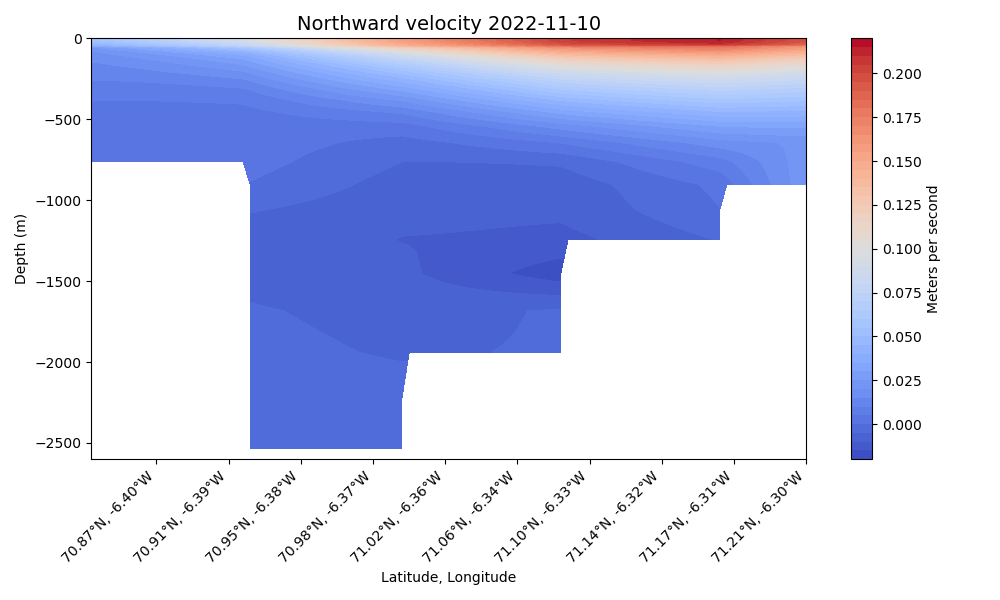 Northward velocity 2022-11-10
0
−500
−1000
−1500
−2000
−2500
Depth (m)
70.87°N, -6.40°W
70.91°N, -6.39°W
70.95°N, -6.38°W
70.98°N, -6.37°W
71.02°N, -6.36°W
71.06°N, -6.34°W
71.10°N, -6.33°W
71.14°N, -6.32°W
71.17°N, -6.31°W
71.21°N, -6.30°W
Latitude, Longitude
0.200
0.175
0.150
0.125
0.100
0.075
0.050
0.025
0.000
Meters per second